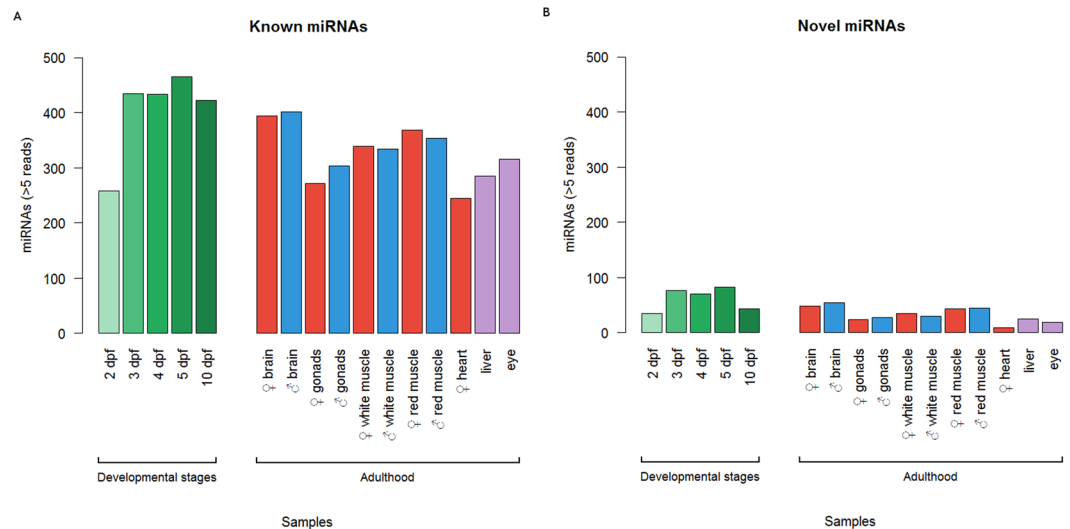 A
Known miRNAs
miRNAs (>5 reads)
500
400
300
200
100
0
2 dpf
3 dpf
4 dpf
5 dpf
10 dpf
♀ brain
♂ brain
♀ gonads
♂ gonads
♀ white muscle
♂ white muscle
♀ red muscle
♂ red muscle
♀ heart
liver
eye
Developmental stages
Adulthood
Samples
B
Novel miRNAs
miRNAs (>5 reads)
500
400
300
200
100
0
2 dpf
3 dpf
4 dpf
5 dpf
10 dpf
♀ brain
♂ brain
♀ gonads
♂ gonads
♀ white muscle
♂ white muscle
♀ red muscle
♂ red muscle
♀ heart
liver
eye
Developmental stages
Adulthood
Samples